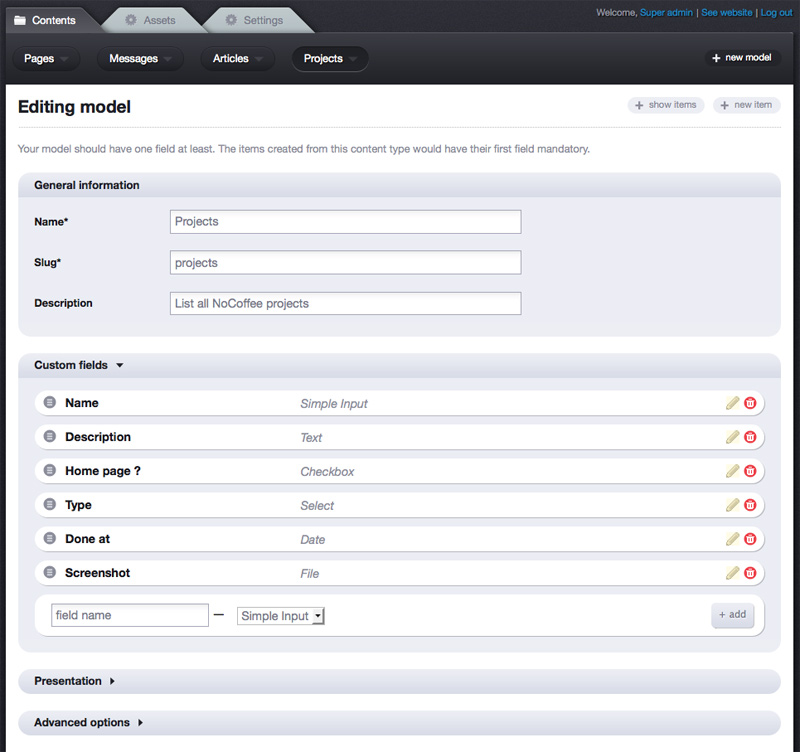 Contents Assets Settings Welcome, Super admin | See website | Log out
Pages Messages Articles Projects + new model
Editing model + show items + new item
Your model should have one field at least. The items created from this content type would have their first field mandatory.
General information
Name* Projects
Slug* projects
Description List all NoCoffee projects
Custom fields
Name Simple Input
Description Text
Home page ? Checkbox
Type Select
Done at Date
Screenshot File
field name — Simple Input + add
Presentation
Advanced options